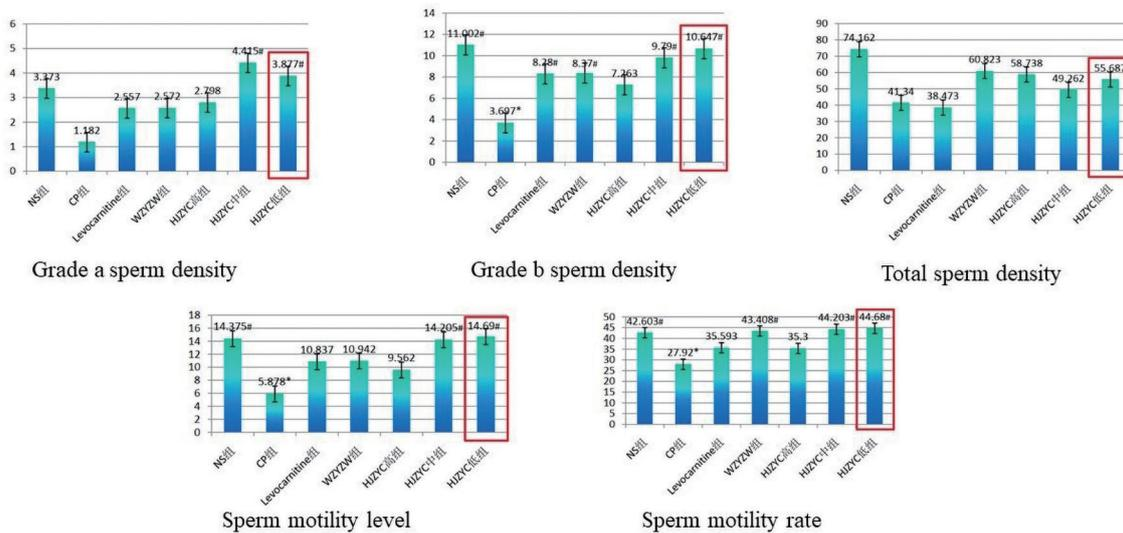 6
5
4
3
2
1
0
3.373
1.182
2.557
2.572
2.798
4.415#
3.877#
NS组
CP组
Levocarnitine组
WZYZW组
HJZYC高组
HJZYC中组
HJZYC低组
Grade a sperm density
14
12
10
8
6
4
2
0
11.002#
3.697*
8.28#
8.37#
7.263
9.79#
10.647#
NS组
CP组
Levocarnitine组
WZYZW组
HJZYC高组
HJZYC中组
HJZYC低组
Grade b sperm density
90
80
70
60
50
40
30
20
10
0
74.162
41.34
38.473
60.823
58.738
49.262
55.687
NS组
CP组
Levocarnitine组
WZYZW组
HJZYC高组
HJZYC中组
HJZYC低组
Total sperm density
18
16
14
12
10
8
6
4
2
0
14.375#
5.878*
10.837
10.942
9.562
14.205#
14.69#
NS组
CP组
Levocarnitine组
WZYZW组
HJZYC高组
HJZYC中组
HJZYC低组
Sperm motility level
50
45
40
35
30
25
20
15
10
5
0
42.603#
27.92*
35.593
43.408#
35.3
44.203#
44.68#
NS组
CP组
Levocarnitine组
WZYZW组
HJZYC高组
HJZYC中组
HJZYC低组
Sperm motility rate